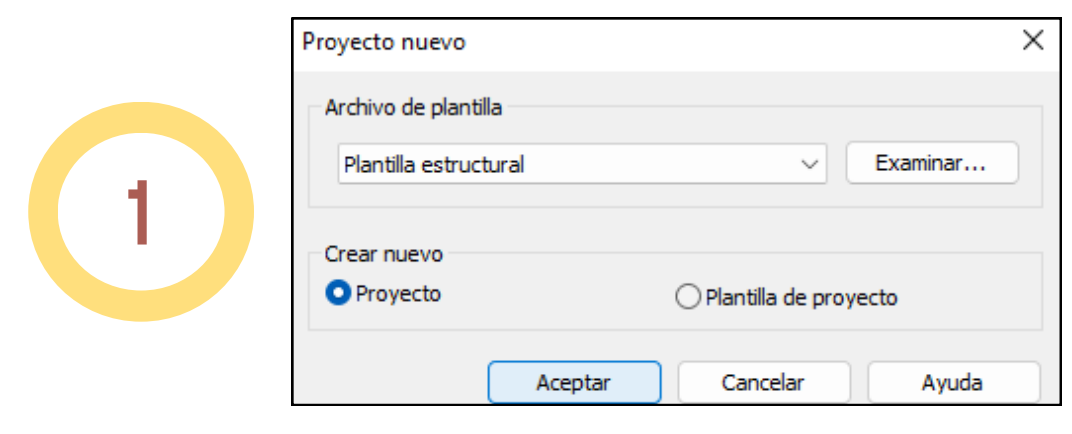 1
Proyecto nuevo
Archivo de plantilla
Plantilla estructural
Examinar...
Crear nuevo
Proyecto
Plantilla de proyecto
Aceptar
Cancelar
Ayuda